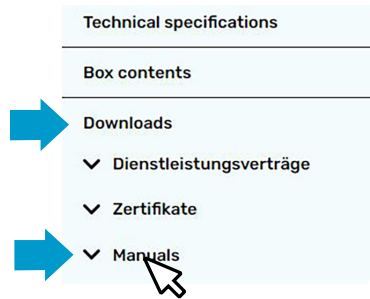 Technical specifications
Box contents
Downloads
Dienstleistungsverträge
Zertifikate
Manuals